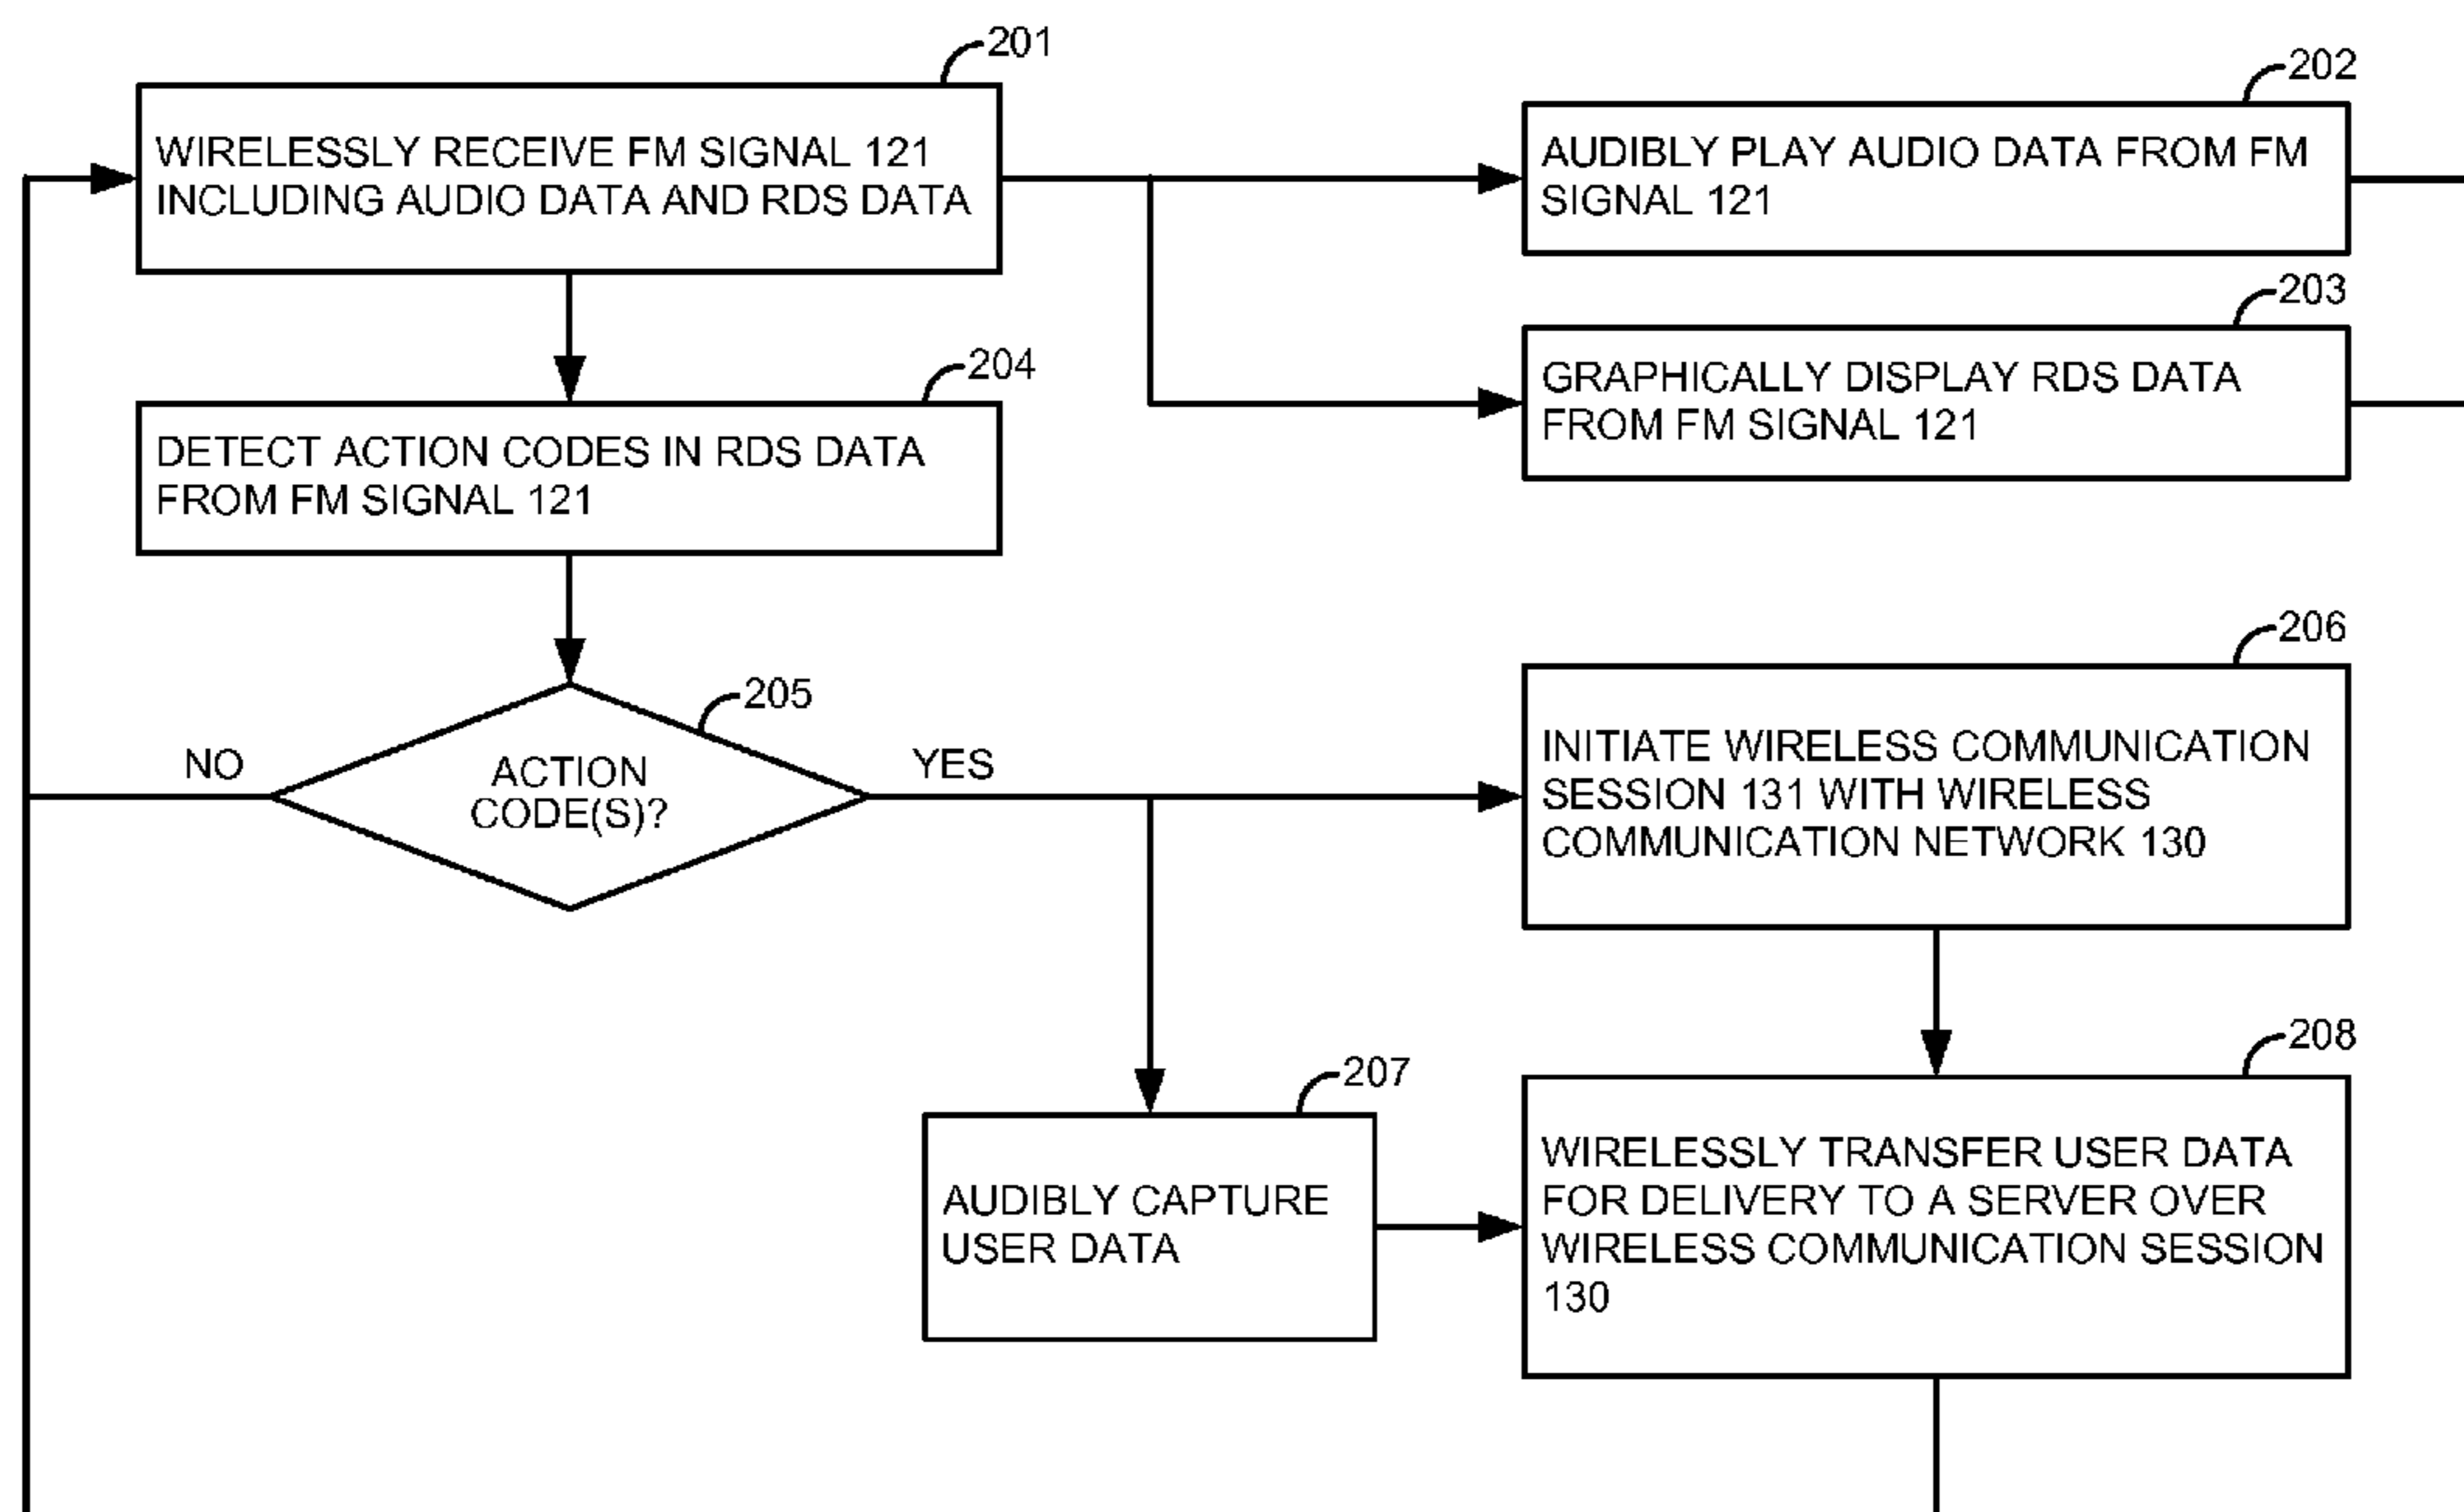 201
WIRELESSLY RECEIVE FM SIGNAL 121
INCLUDING AUDIO DATA AND RDS DATA
202
AUDIBLY PLAY AUDIO DATA FROM FM
SIGNAL 121
203
GRAPHICALLY DISPLAY RDS DATA
FROM FM SIGNAL 121
204
DETECT ACTION CODES IN RDS DATA
FROM FM SIGNAL 121
205
ACTION
CODE(S)?
NO
YES
206
INITIATE WIRELESS COMMUNICATION
SESSION 131 WITH WIRELESS
COMMUNICATION NETWORK 130
207
AUDIBLY CAPTURE
USER DATA
208
WIRELESSLY TRANSFER USER DATA
FOR DELIVERY TO A SERVER OVER
WIRELESS COMMUNICATION SESSION
130